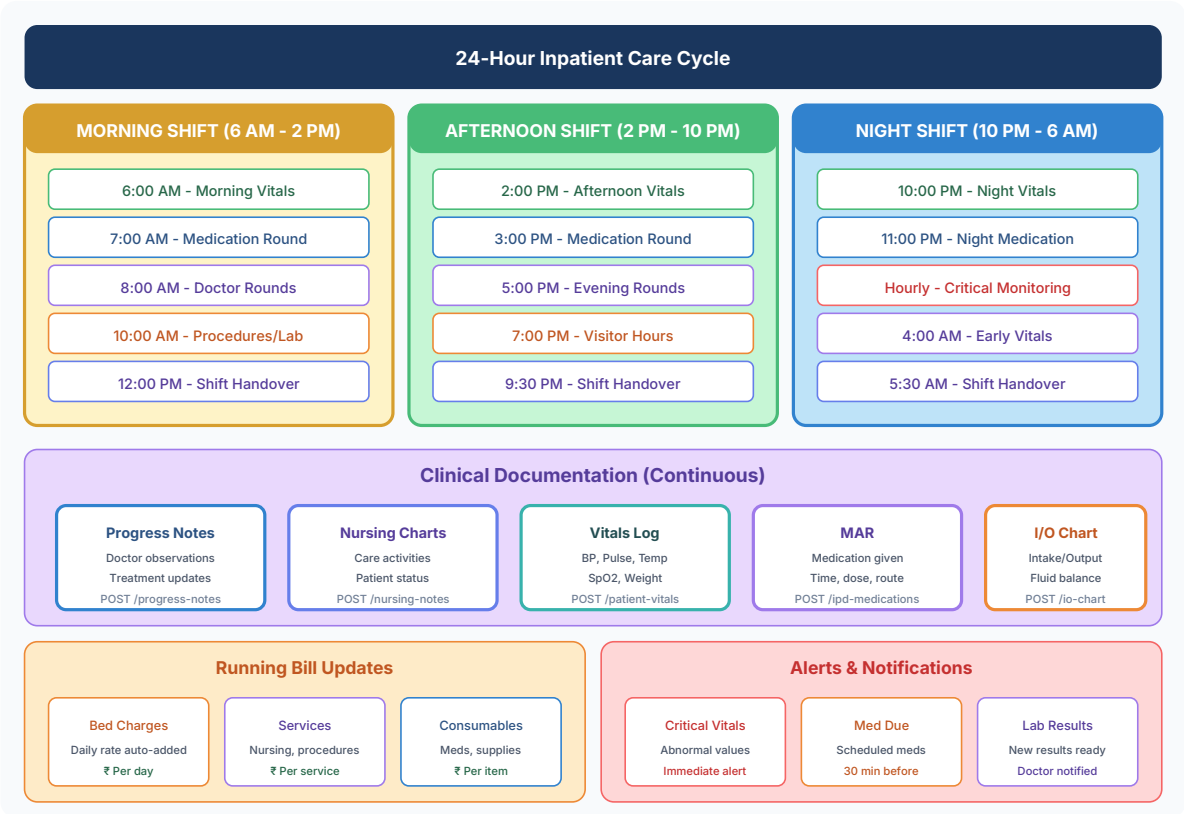 24-Hour Inpatient Care Cycle
MORNING SHIFT (6 AM - 2 PM)
6:00 AM - Morning Vitals
7:00 AM - Medication Round
8:00 AM - Doctor Rounds
10:00 AM - Procedures/Lab
12:00 PM - Shift Handover
AFTERNOON SHIFT (2 PM - 10 PM)
2:00 PM - Afternoon Vitals
3:00 PM - Medication Round
5:00 PM - Evening Rounds
7:00 PM - Visitor Hours
9:30 PM - Shift Handover
NIGHT SHIFT (10 PM - 6 AM)
10:00 PM - Night Vitals
11:00 PM - Night Medication
Hourly - Critical Monitoring
4:00 AM - Early Vitals
5:30 AM - Shift Handover
Clinical Documentation (Continuous)
Progress Notes
Doctor observations
Treatment updates
POST /progress-notes
Nursing Charts
Care activities
Patient status
POST /nursing-notes
Vitals Log
BP, Pulse, Temp
SpO2, Weight
POST /patient-vitals
MAR
Medication given
Time, dose, route
POST /ipd-medications
I/O Chart
Intake/Output
Fluid balance
POST /io-chart
Running Bill Updates
Bed Charges
Daily rate auto-added
₹ Per day
Services
Nursing, procedures
₹ Per service
Consumables
Meds, supplies
₹ Per item
Alerts & Notifications
Critical Vitals
Abnormal values
Immediate alert
Med Due
Scheduled meds
30 min before
Lab Results
New results ready
Doctor notified